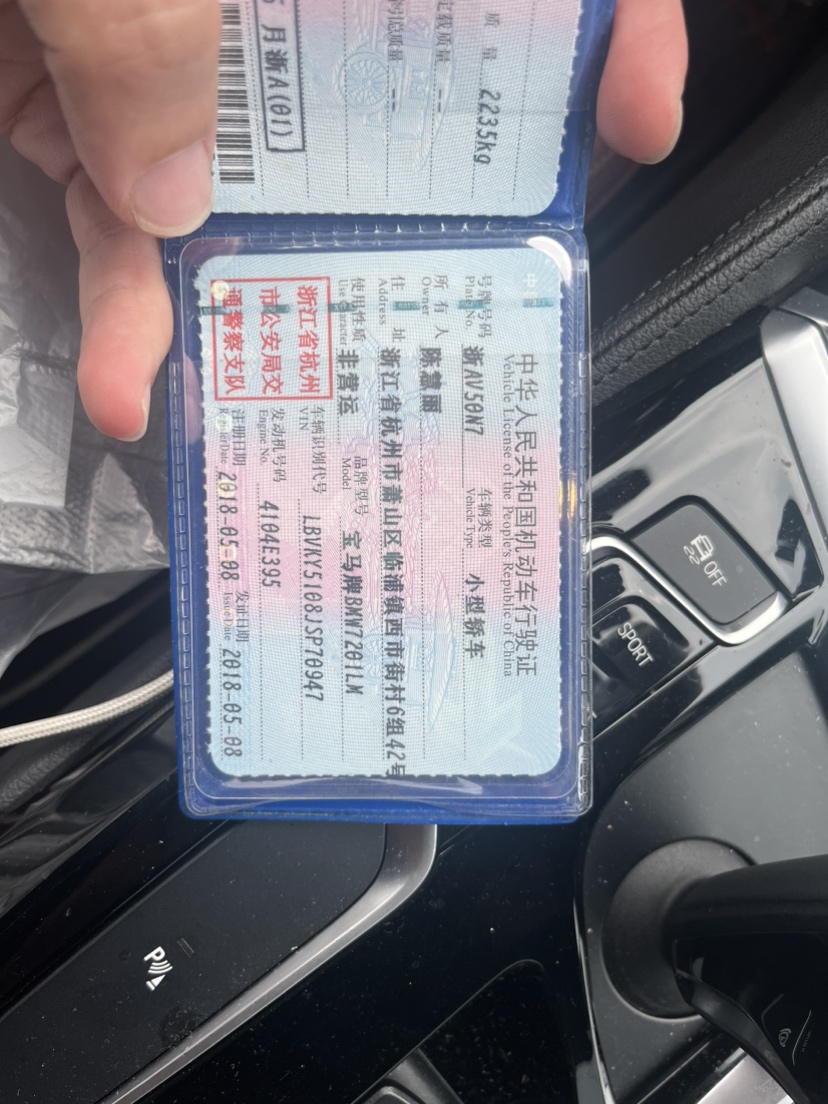 中华人民共和国机动车行驶证
Vehicle License of the People's Republic of China
号牌号码 浙AV50N7 车辆类型 小型轿车
Plate No. Vehicle Type
所有人 陈慧丽
Owner
住址 浙江省杭州市萧山区临浦镇西市街村6组42号
Address
使用性质 非营运 品牌型号 宝马牌BMW7201LM
Use Character Model
浙江省杭州
市公安局交
通警察支队
车辆识别代号 LBVKY5108JSP70947
VIN
发动机号码 4104E395
Engine No.
注册日期 2018-05-08 发证日期 2018-05-08
Register Date Issue Date
质量 2235kg
定载质量 --
总质量 --
月浙A(01)
OFF
SPORT
P